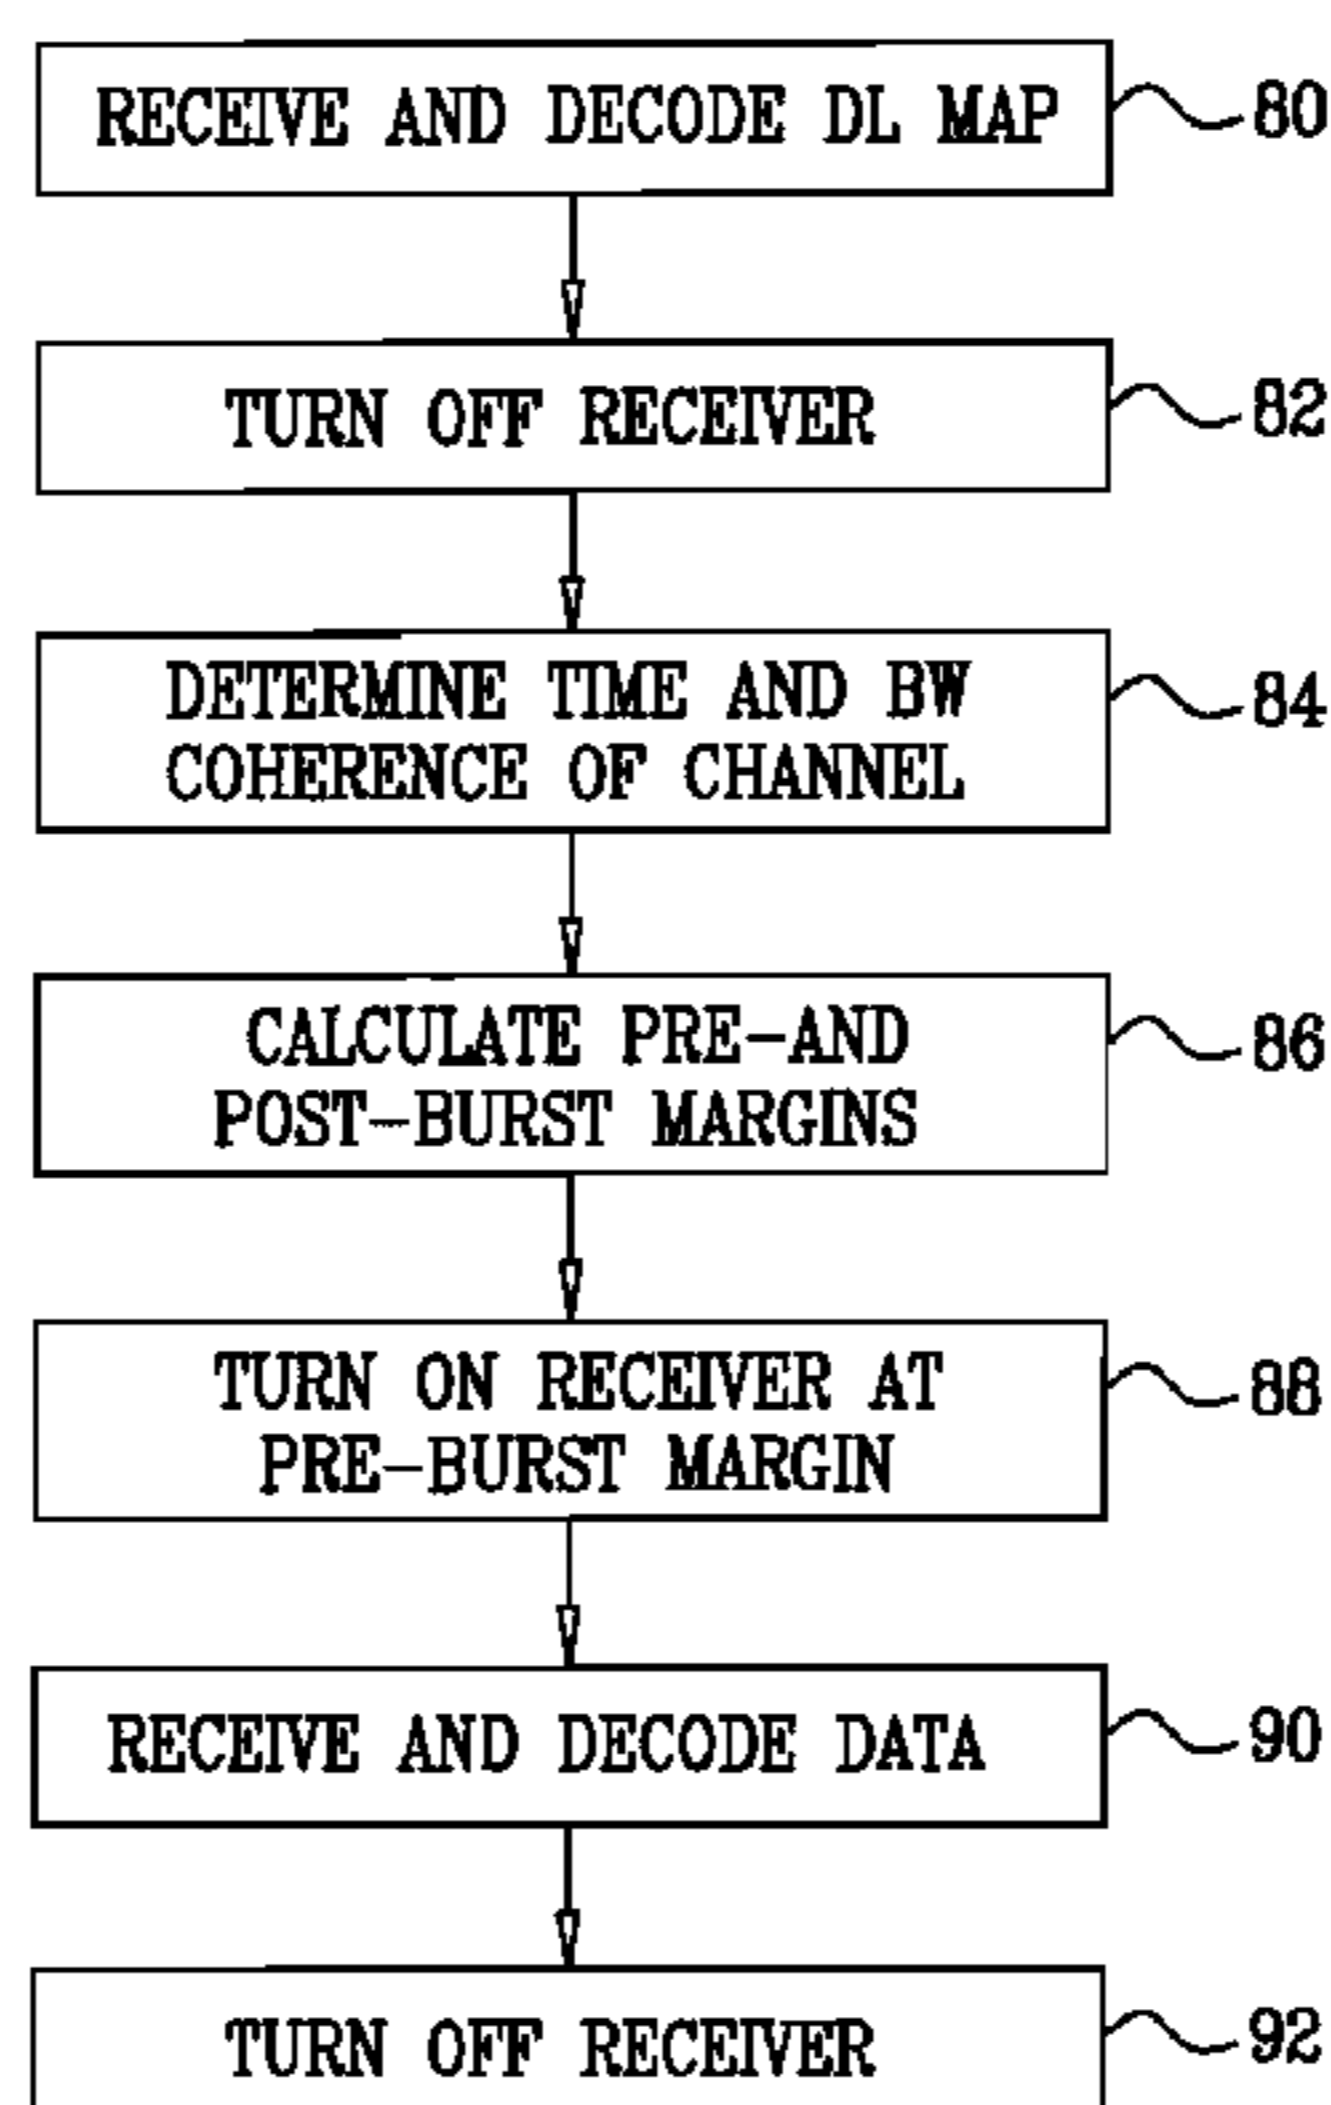 RECEIVE AND DECODE DL MAP
80
TURN OFF RECEIVER
82
DETERMINE TIME AND BW
COHERENCE OF CHANNEL
84
CALCULATE PRE-AND
POST-BURST MARGINS
86
TURN ON RECEIVER AT
PRE-BURST MARGIN
88
RECEIVE AND DECODE DATA
90
TURN OFF RECEIVER
92